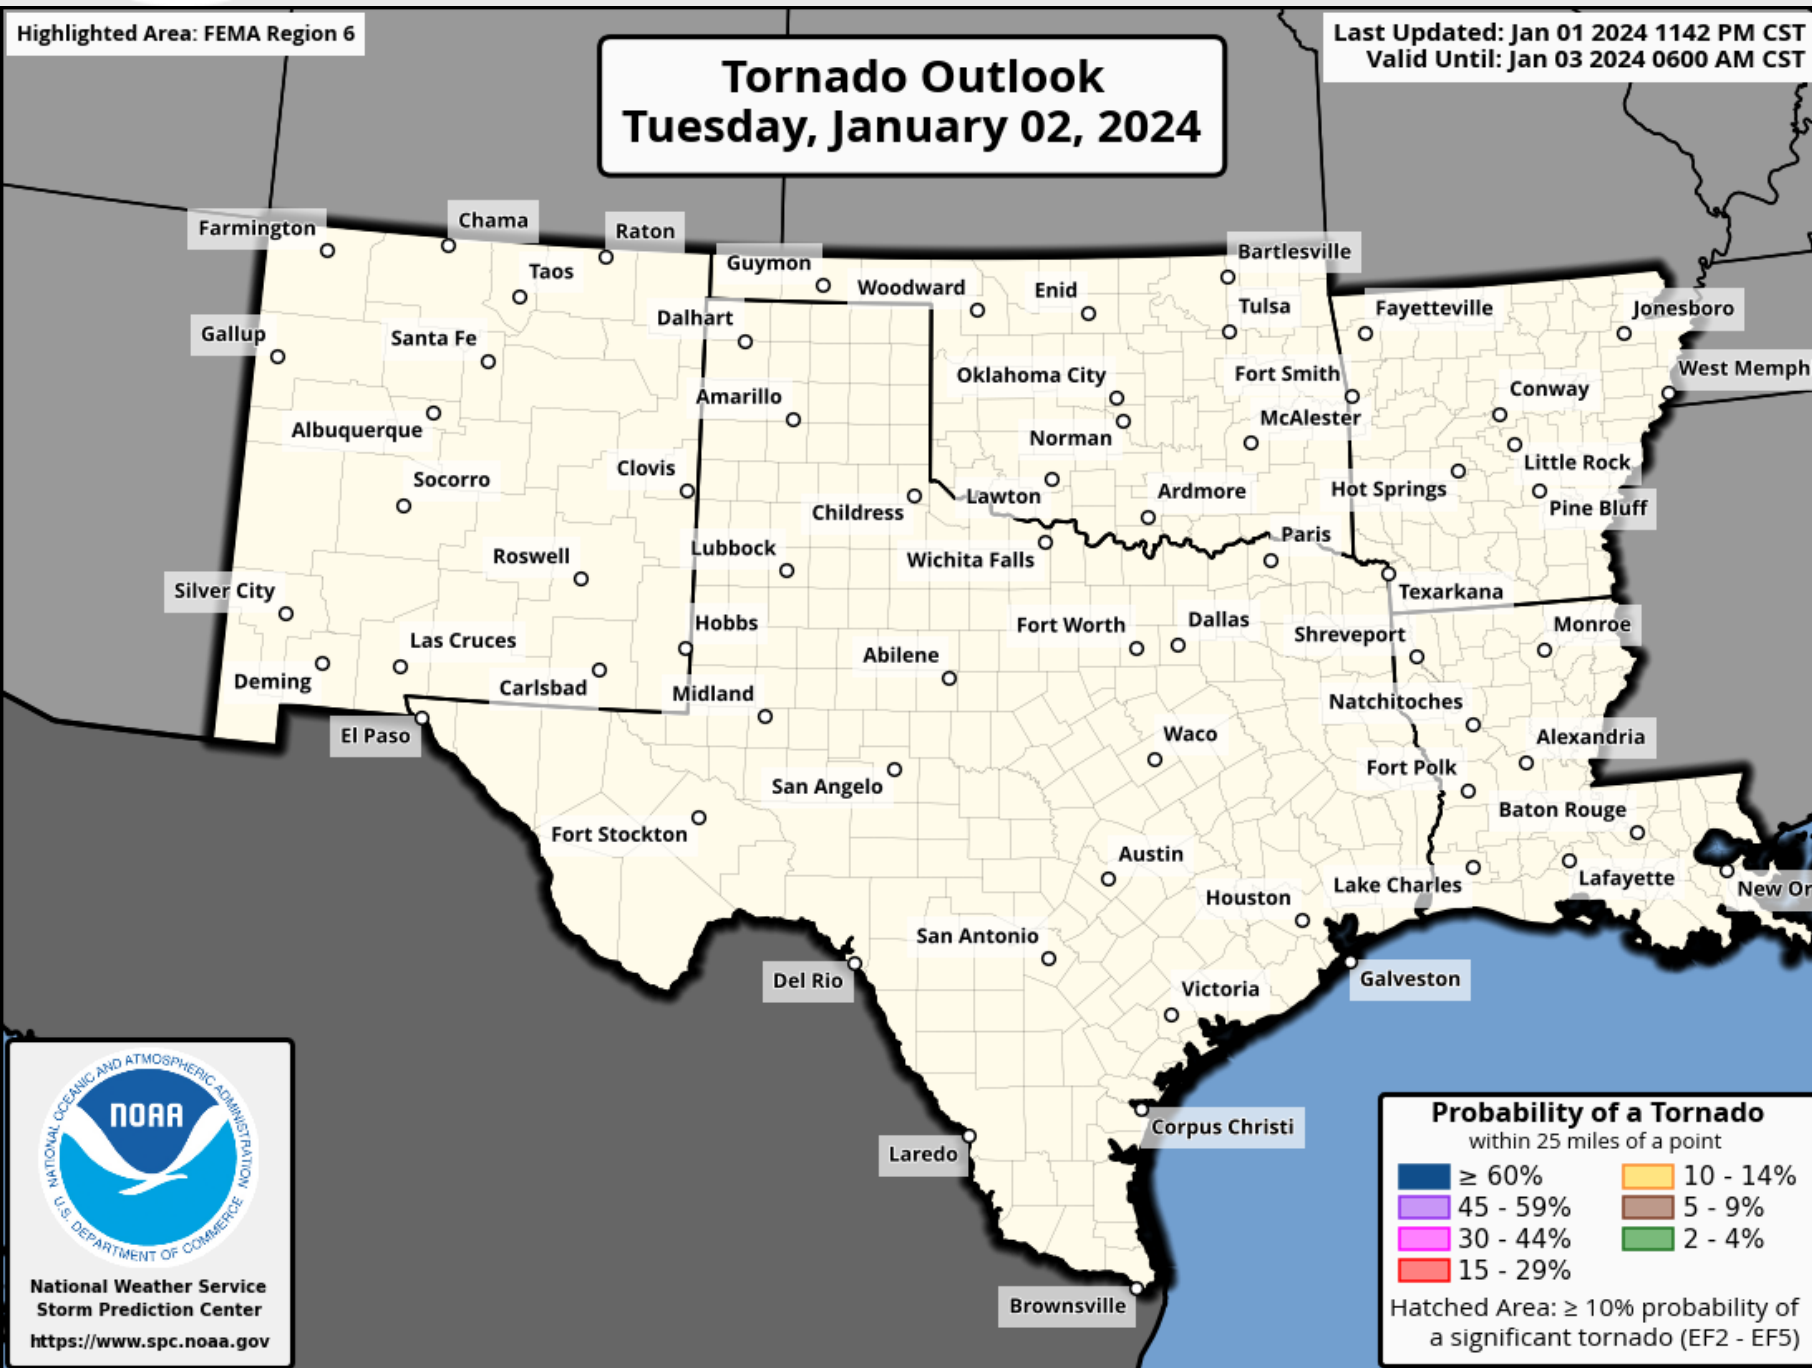 Highlighted Area: FEMA Region 6
Last Updated: Jan 01 2024 1142 PM CST
Valid Until: Jan 03 2024 0600 AM CST
Tornado Outlook
Tuesday, January 02, 2024
Farmington
Chama
Raton
Taos
Guymon
Woodward
Enid
Bartlesville
Tulsa
Fayetteville
Jonesboro
Gallup
Santa Fe
Dalhart
Oklahoma City
Fort Smith
West Memph
Conway
Amarillo
Albuquerque
Norman
McAlester
Little Rock
Socorro
Clovis
Childress
Lawton
Ardmore
Hot Springs
Pine Bluff
Paris
Roswell
Lubbock
Wichita Falls
Silver City
Texarkana
Las Cruces
Hobbs
Abilene
Fort Worth
Dallas
Shreveport
Monroe
Deming
Carlsbad
Midland
Natchitoches
El Paso
Waco
Alexandria
San Angelo
Fort Polk
Fort Stockton
Baton Rouge
Austin
Houston
Lake Charles
Lafayette
New Or
San Antonio
Del Rio
Victoria
Galveston
Corpus Christi
Laredo
Brownsville
NATIONAL OCEANIC AND ATMOSPHERIC ADMINISTRATION
NOAA
U.S. DEPARTMENT OF COMMERCE
National Weather Service
Storm Prediction Center
https://www.spc.noaa.gov
Probability of a Tornado
within 25 miles of a point
≥ 60%
45 - 59%
30 - 44%
15 - 29%
10 - 14%
5 - 9%
2 - 4%
Hatched Area: ≥ 10% probability of
a significant tornado (EF2 - EF5)